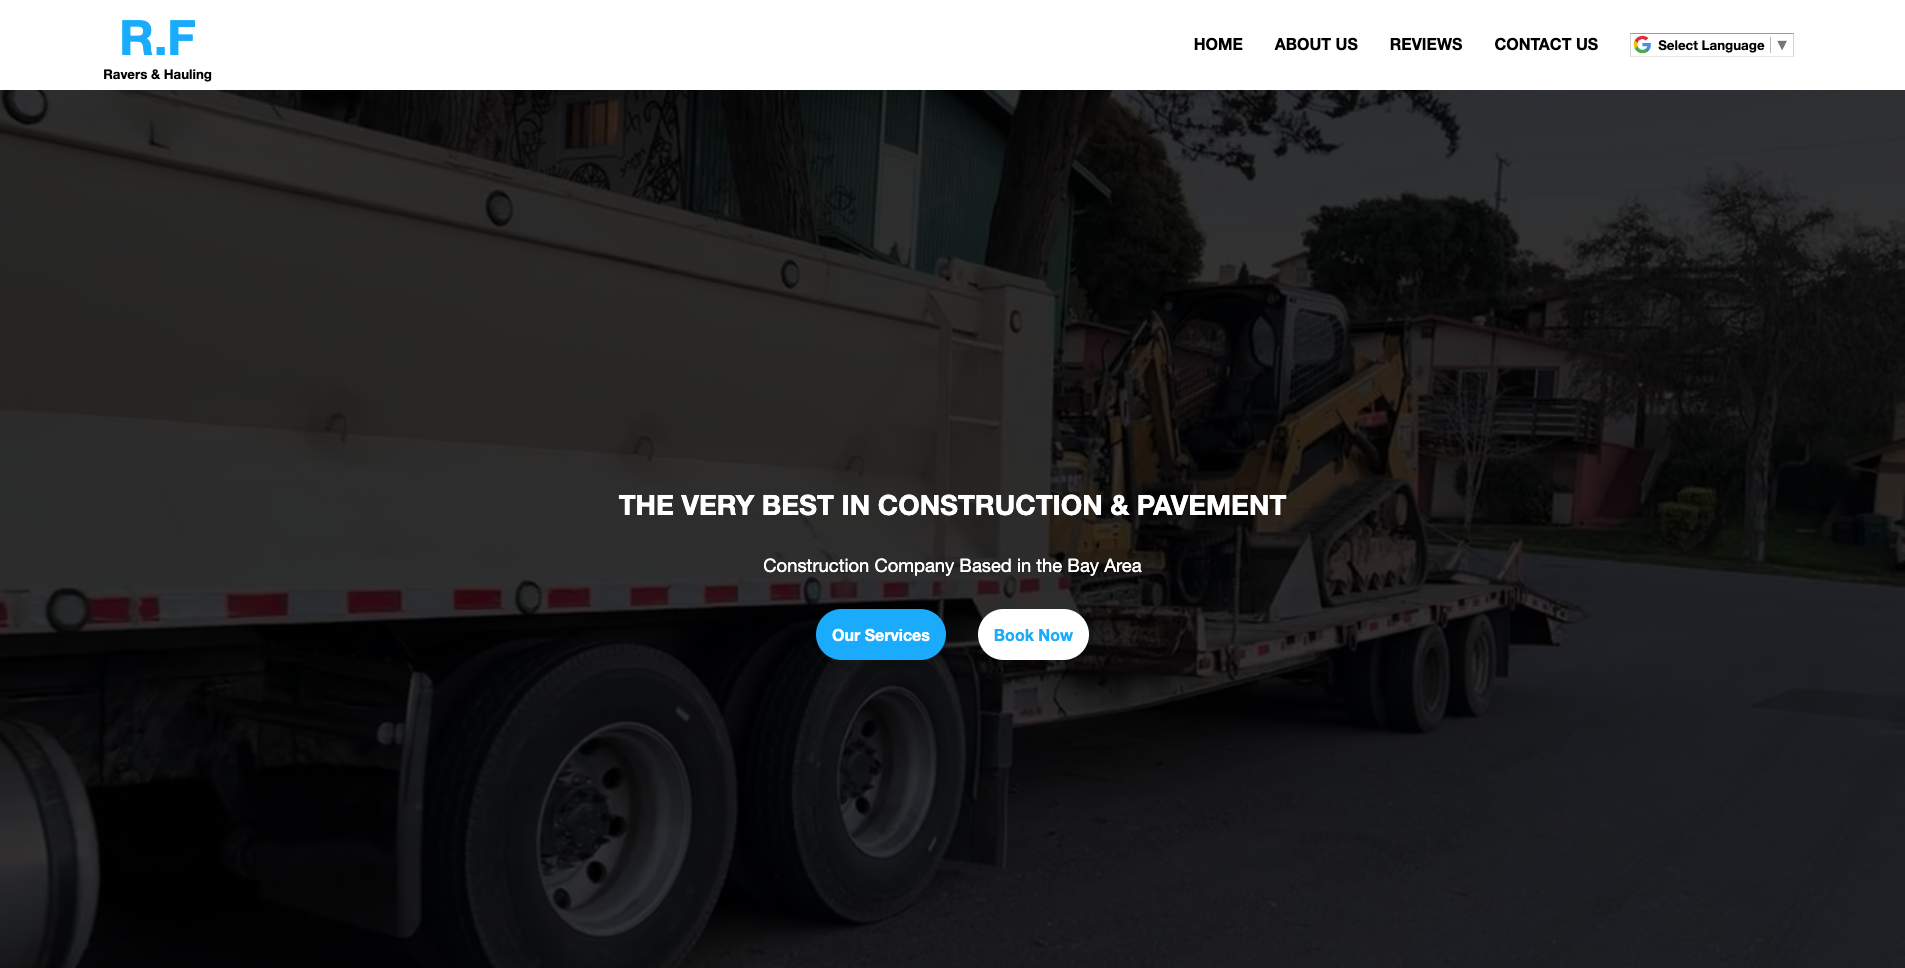 R.F
Ravers & Hauling
HOME
ABOUT US
REVIEWS
CONTACT US
Select Language ▼
THE VERY BEST IN CONSTRUCTION & PAVEMENT
Construction Company Based in the Bay Area
Our Services
Book Now